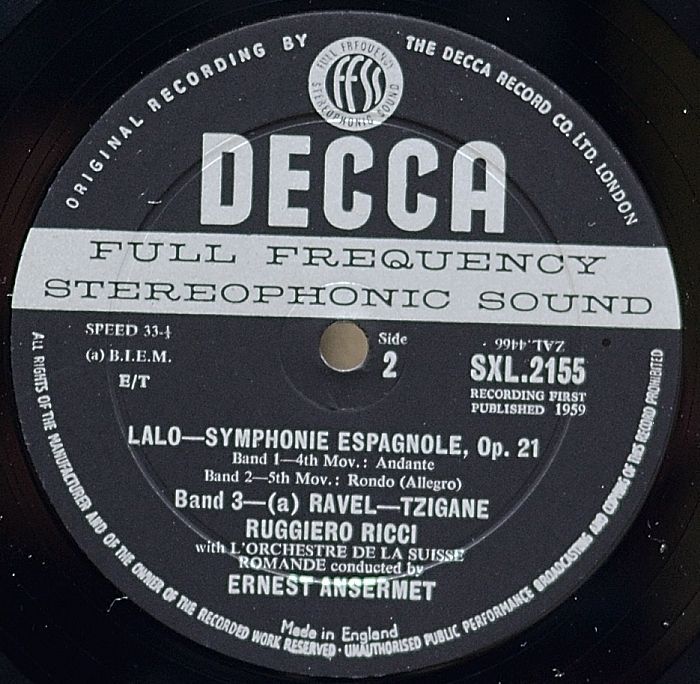 ORIGINAL RECORDING BY THE DECCA RECORD CO. LTD. LONDON
FULL FREQUENCY
ffss
STEREOPHONIC SOUND
DECCA
FULL FREQUENCY
STEREOPHONIC SOUND
SPEED 33-⅓
(a) B.I.E.M.
E/T
Side
2
ZAL.4466
SXL.2155
RECORDING FIRST
PUBLISHED 1959
LALO—SYMPHONIE ESPAGNOLE, Op. 21
Band 1—4th Mov.: Andante
Band 2—5th Mov.: Rondo (Allegro)
Band 3—(a) RAVEL—TZIGANE
RUGGIERO RICCI
with L'ORCHESTRE DE LA SUISSE
ROMANDE conducted by
ERNEST ANSERMET
Made in England
ALL RIGHTS OF THE MANUFACTURER AND OF THE OWNER OF THE RECORDED WORK RESERVED · UNAUTHORISED PUBLIC PERFORMANCE BROADCASTING AND COPYING OF THIS RECORD PROHIBITED